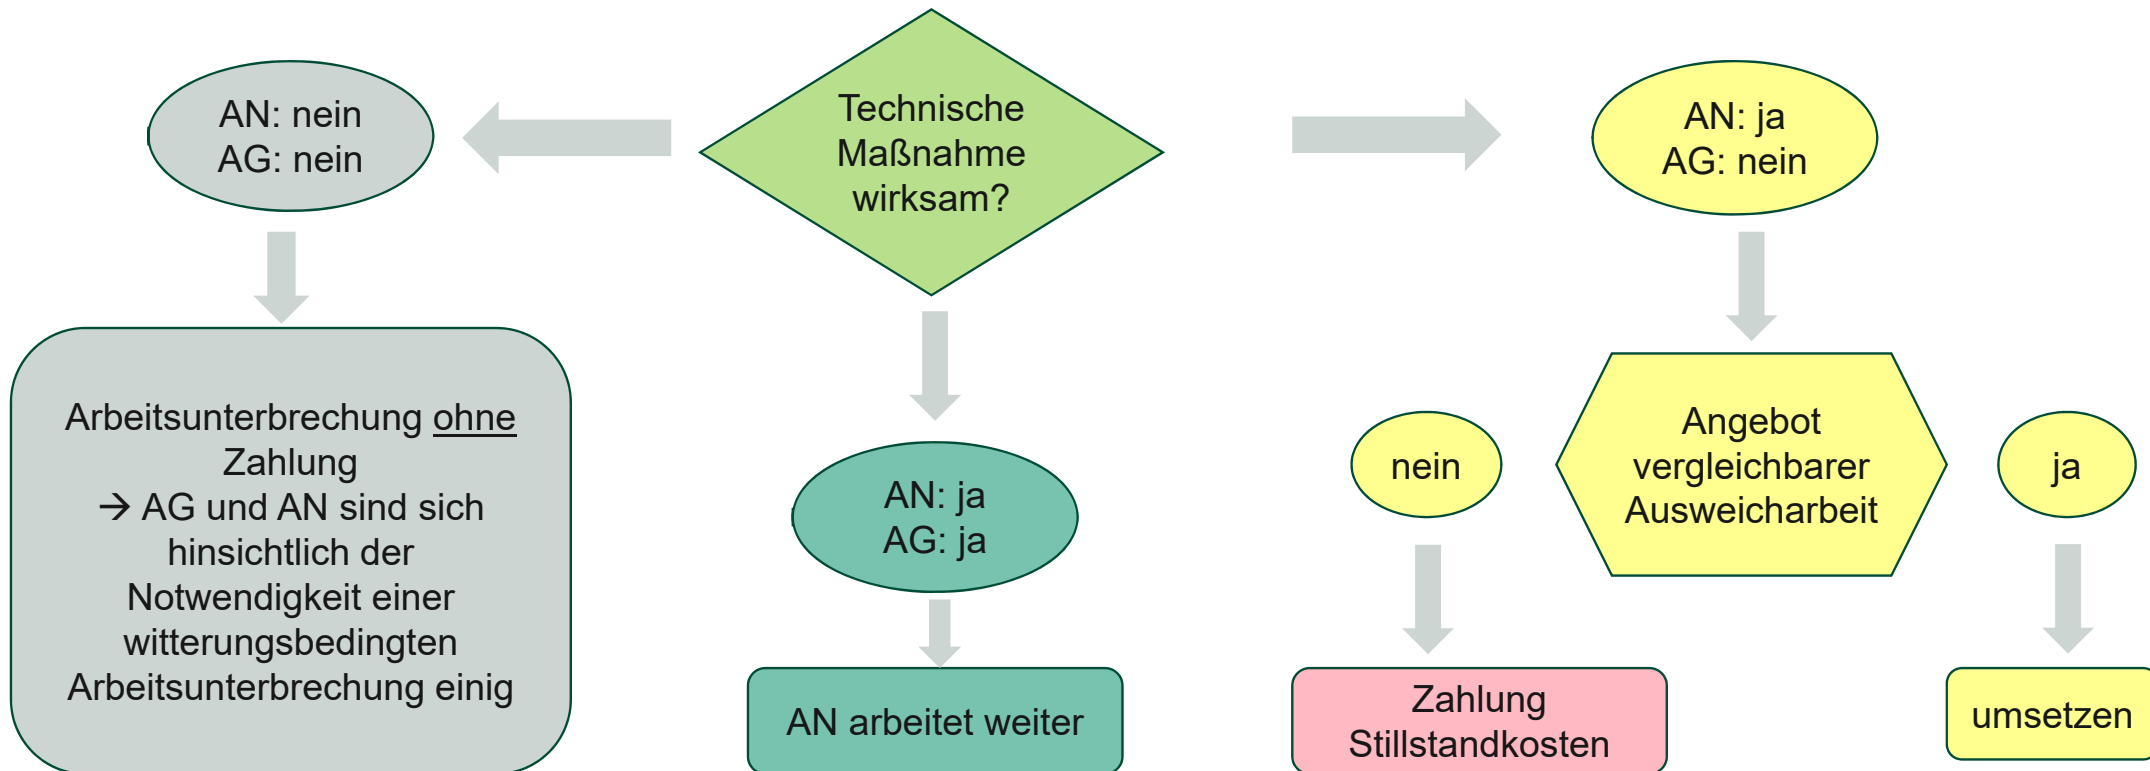 AN: nein
AG: nein
Technische
Maßnahme
wirksam?
AN: ja
AG: nein
Arbeitsunterbrechung ohne
Zahlung
→ AG und AN sind sich
hinsichtlich der
Notwendigkeit einer
witterungsbedingten
Arbeitsunterbrechung einig
AN: ja
AG: ja
AN arbeitet weiter
nein
Angebot
vergleichbarer
Ausweicharbeit
ja
Zahlung
Stillstandkosten
umsetzen